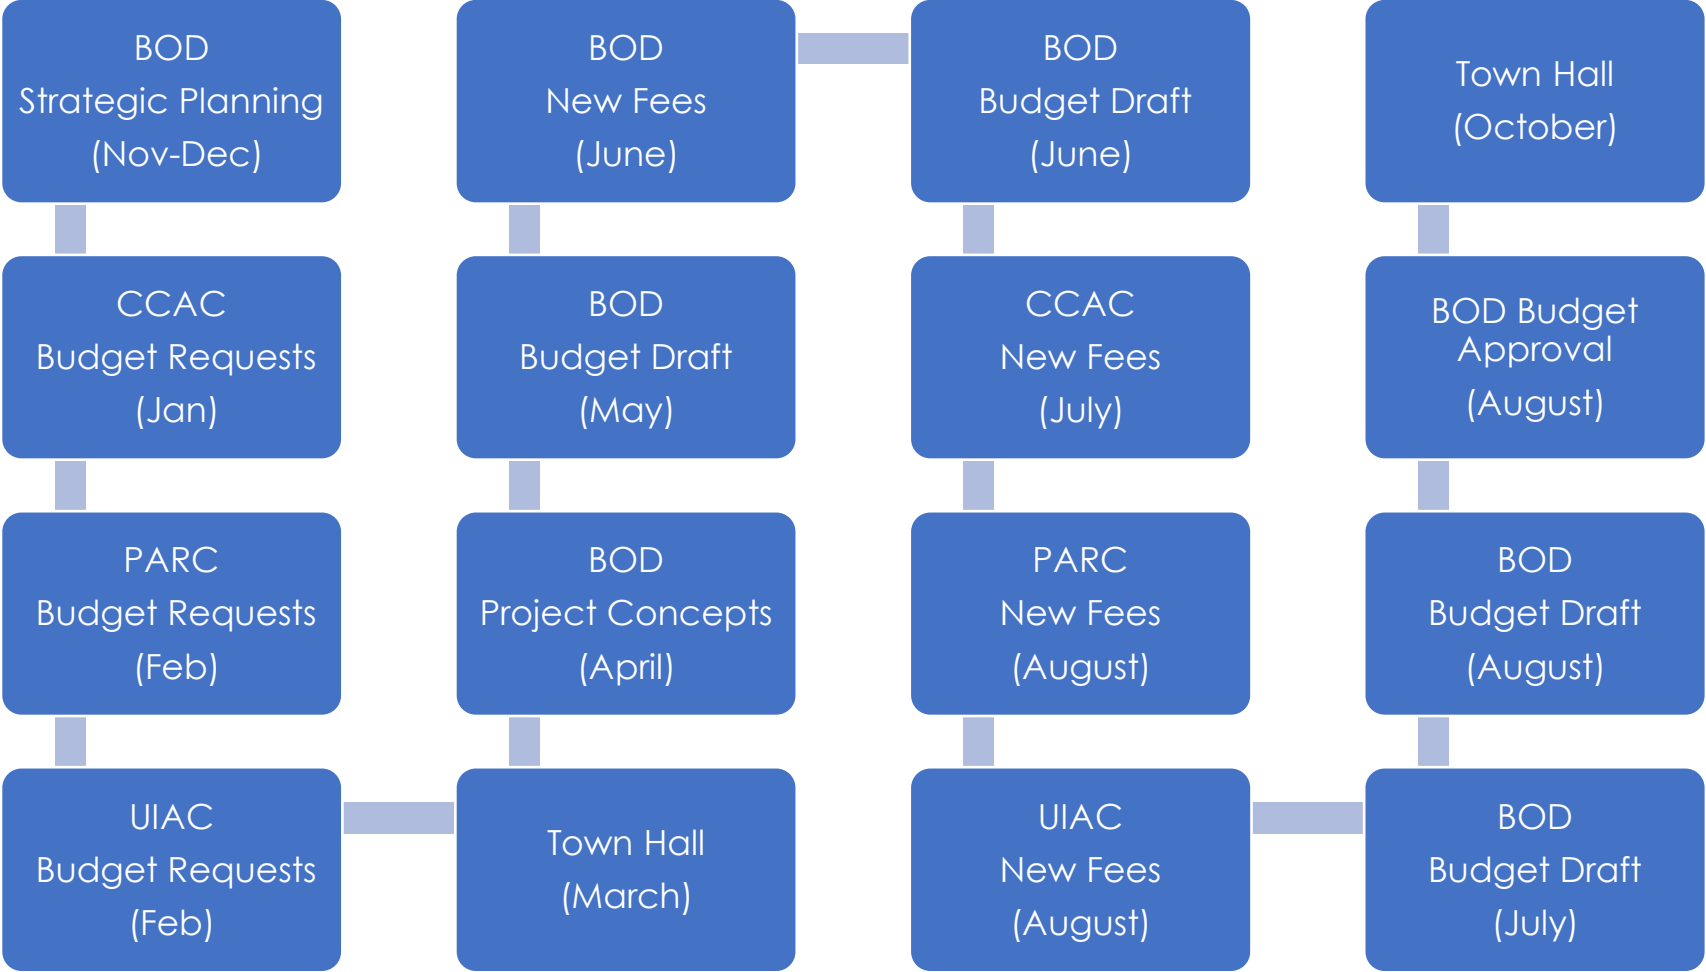 BOD
Strategic Planning
(Nov-Dec)
CCAC
Budget Requests
(Jan)
PARC
Budget Requests
(Feb)
UIAC
Budget Requests
(Feb)
Town Hall
(March)
BOD
Project Concepts
(April)
BOD
Budget Draft
(May)
BOD
New Fees
(June)
BOD
Budget Draft
(June)
CCAC
New Fees
(July)
PARC
New Fees
(August)
UIAC
New Fees
(August)
BOD
Budget Draft
(July)
BOD
Budget Draft
(August)
BOD Budget
Approval
(August)
Town Hall
(October)